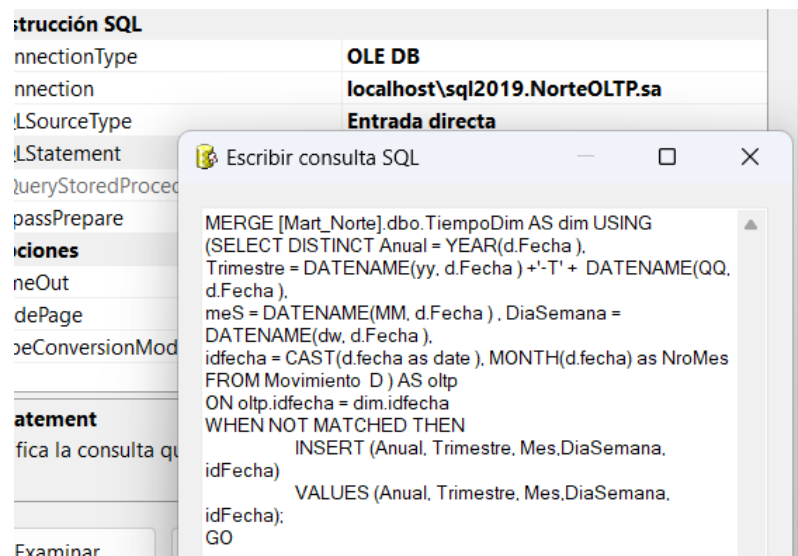 strucción SQL
nnectionType OLE DB
nnection localhost\sql2019.NorteOLTP.sa
LSourceType Entrada directa
LStatement
QueryStoredProced
passPrepare
ciones
meOut
dePage
peConversionMod
atement
fica la consulta qu
Examinar
Escribir consulta SQL
MERGE [Mart_Norte].dbo.TiempoDim AS dim USING
(SELECT DISTINCT Anual = YEAR(d.Fecha ),
Trimestre = DATENAME(yy, d.Fecha ) +'-T' + DATENAME(QQ,
d.Fecha ),
meS = DATENAME(MM, d.Fecha ) , DiaSemana =
DATENAME(dw, d.Fecha ),
idfecha = CAST(d.fecha as date ), MONTH(d.fecha) as NroMes
FROM Movimiento D ) AS oltp
ON oltp.idfecha = dim.idfecha
WHEN NOT MATCHED THEN
INSERT (Anual, Trimestre, Mes,DiaSemana,
idFecha)
VALUES (Anual, Trimestre, Mes,DiaSemana,
idFecha);
GO